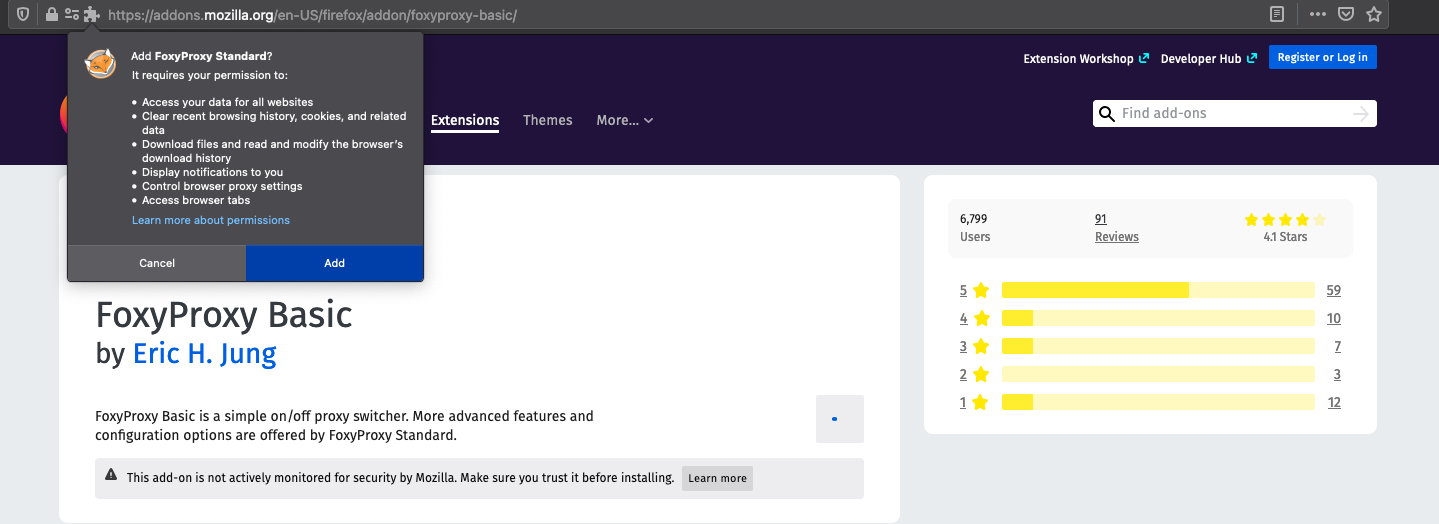 https://addons.mozilla.org/en-US/firefox/addon/foxyproxy-basic/
Add FoxyProxy Standard?
It requires your permission to:
• Access your data for all websites
• Clear recent browsing history, cookies, and related
data
• Download files and read and modify the browser's
download history
• Display notifications to you
• Control browser proxy settings
• Access browser tabs
Learn more about permissions
Cancel
Add
Extension Workshop
Developer Hub
Register or Log in
Extensions
Themes
More...
Find add-ons
FoxyProxy Basic
by Eric H. Jung
FoxyProxy Basic is a simple on/off proxy switcher. More advanced features and
configuration options are offered by FoxyProxy Standard.
This add-on is not actively monitored for security by Mozilla. Make sure you trust it before installing.
Learn more
6,799
Users
91
Reviews
4.1 Stars
5 59
4 10
3 7
2 3
1 12